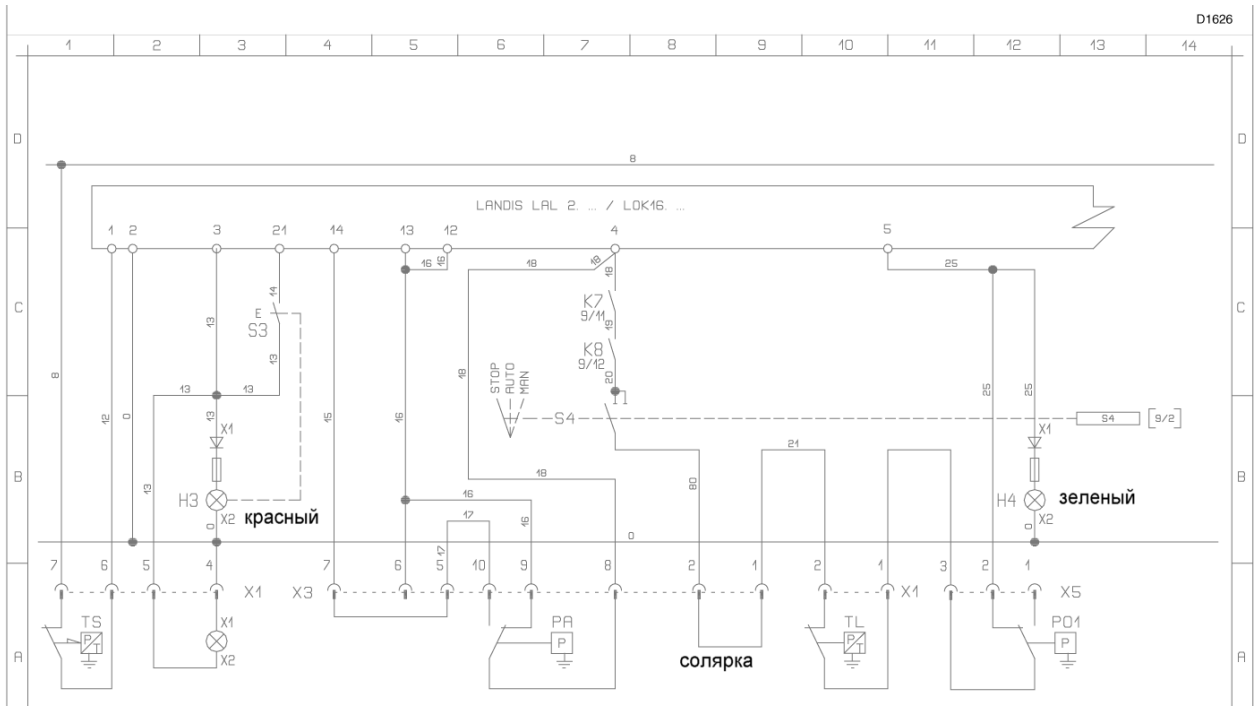 D1626
1 2 3 4 5 6 7 8 9 10 11 12 13 14
D D
8
LANDIS LAL 2. ... / LOK16. ...
1 2 3 21 14 13 12 4 5
16 16 18 18 25
14 18
C E K7 C
S3 9/11
13 19
13 K8
9/12
8 18 STOP AUTO MAN 20
13 13 25 25
12 0 13 15 16 S4 S4 [9/2]
X1 X1
21
B 13 18 80 B
H3 16 H4 зеленый
X2 красный 17 16 X2
0 0
0
17
7 6 5 4 7 6 5 10 9 8 2 1 2 1 3 2 1
X1 X3 X1 X5
TS X1 PA TL PO1
P T P P T P
A X2 солярка A